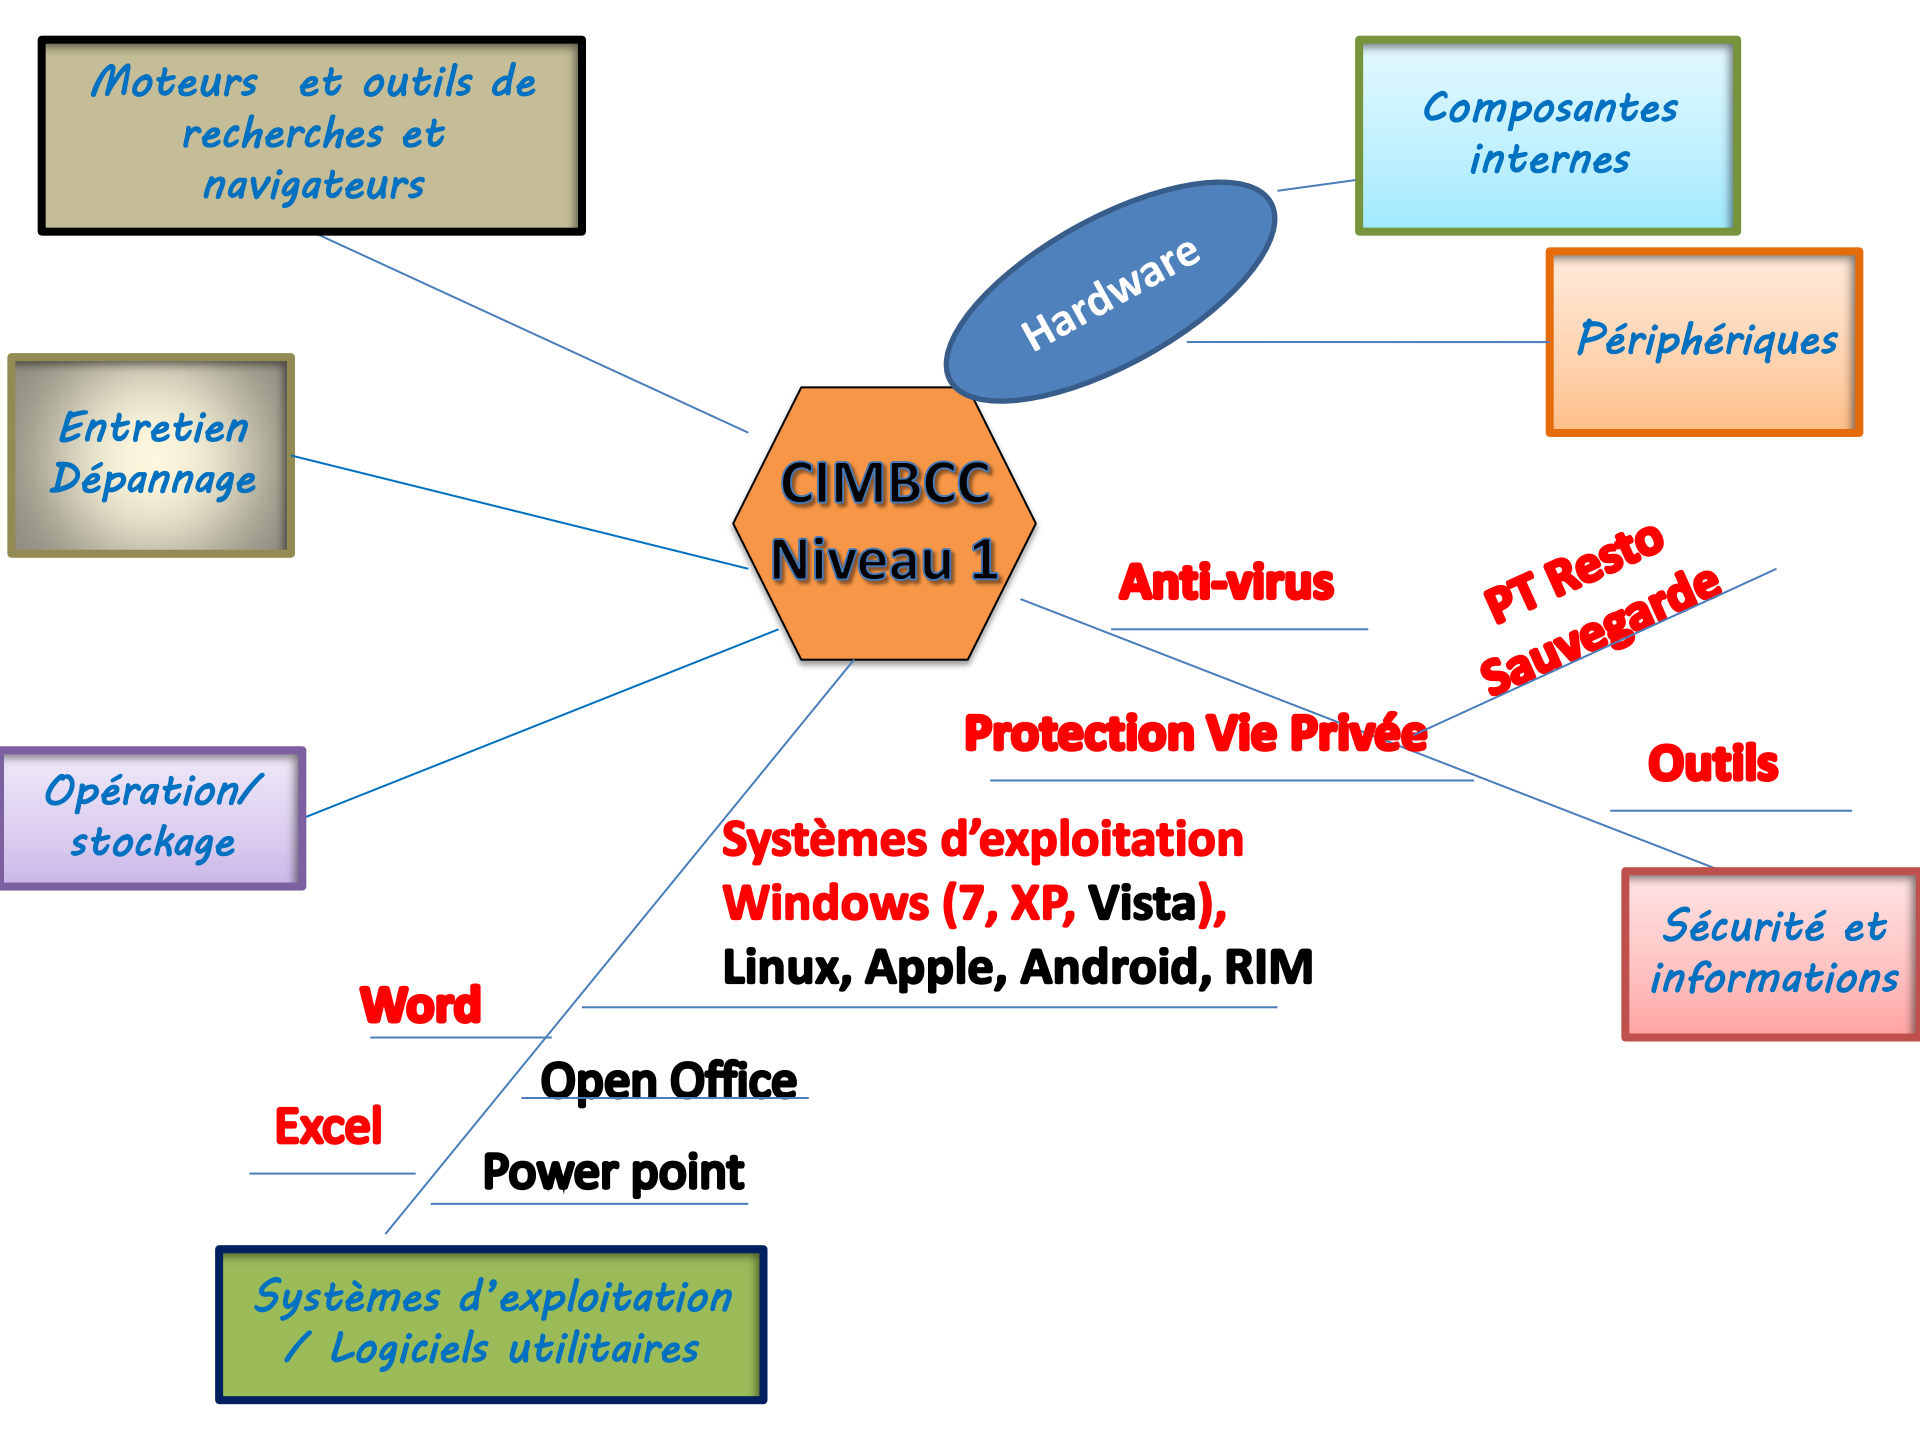 Moteurs et outils de
recherches et
navigateurs
Composantes
internes
Hardware
Périphériques
Entretien
Dépannage
CIMBCC
Niveau 1
Anti-virus
PT Resto
Sauvegarde
Protection Vie Privée
Outils
Opération/
stockage
Systèmes d’exploitation
Windows (7, XP, Vista),
Linux, Apple, Android, RIM
Sécurité et
informations
Word
Open Office
Excel
Power point
Systèmes d’exploitation
/ Logiciels utilitaires